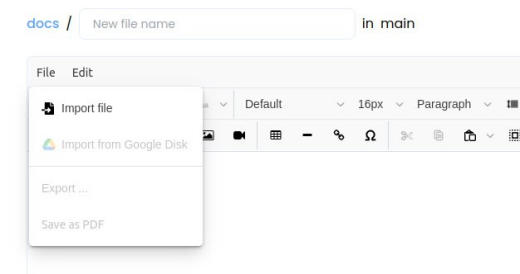 docs / New file name in main
File Edit
Import file
Import from Google Disk
Export ...
Save as PDF
Default 16px Paragraph
Ω